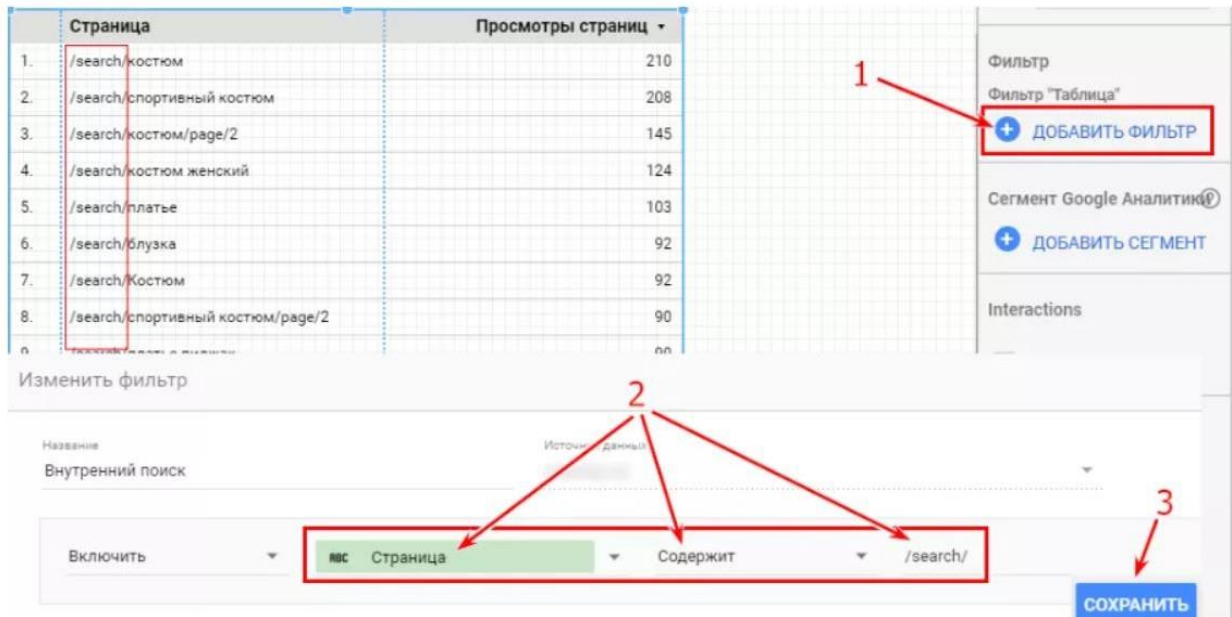 Страница Просмотры страниц
1. /search/костюм 210
2. /search/спортивный костюм 208
3. /search/костюм/page/2 145
4. /search/костюм женский 124
5. /search/платье 103
6. /search/блузка 92
7. /search/Костюм 92
8. /search/спортивный костюм/page/2 90
1
Фильтр
Фильтр "Таблица"
ДОБАВИТЬ ФИЛЬТР
Сегмент Google Аналитики
ДОБАВИТЬ СЕГМЕНТ
Interactions
Изменить фильтр
2
Название
Внутренний поиск
Источник данных
3
Включить ABC Страница Содержит /search/
СОХРАНИТЬ